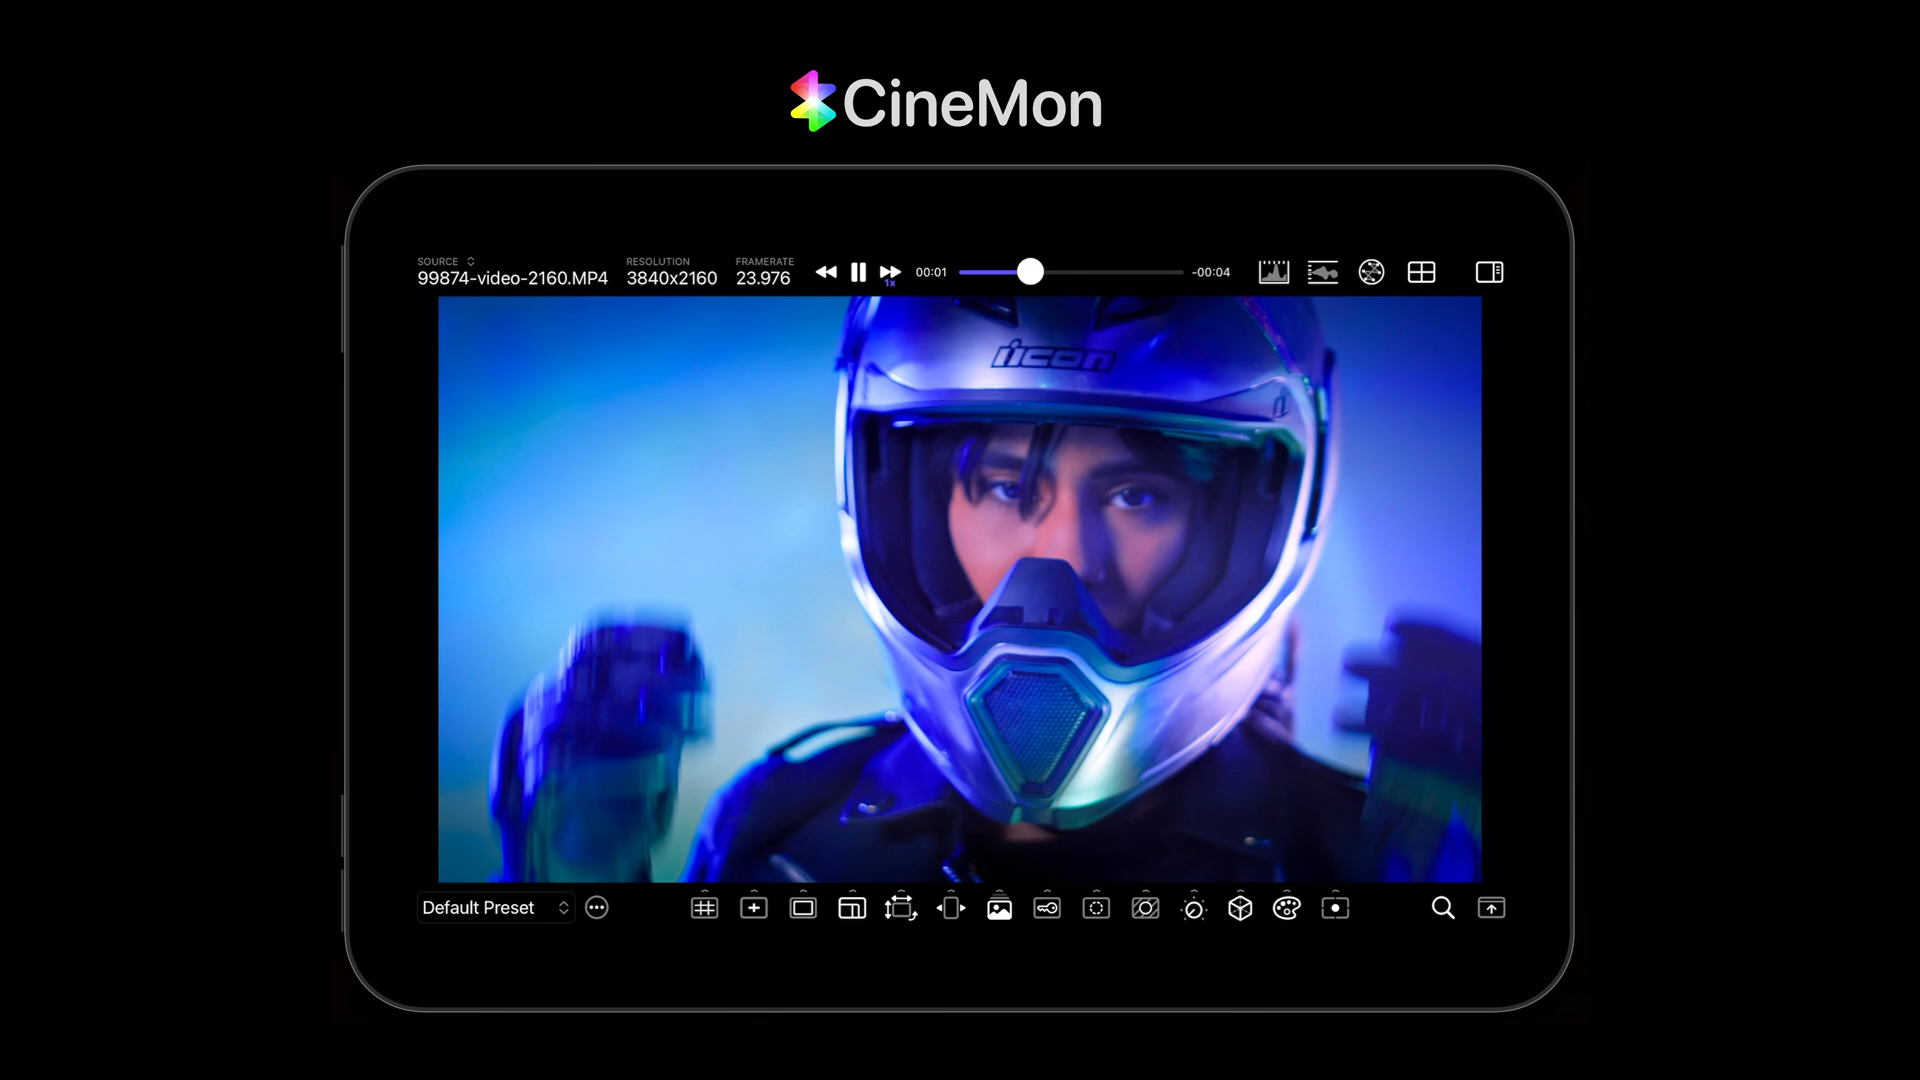 CineMon
SOURCE RESOLUTION FRAMERATE
99874-video-2160.MP4 3840x2160 23.976 00:01 -00:04
1x
icon
Default Preset